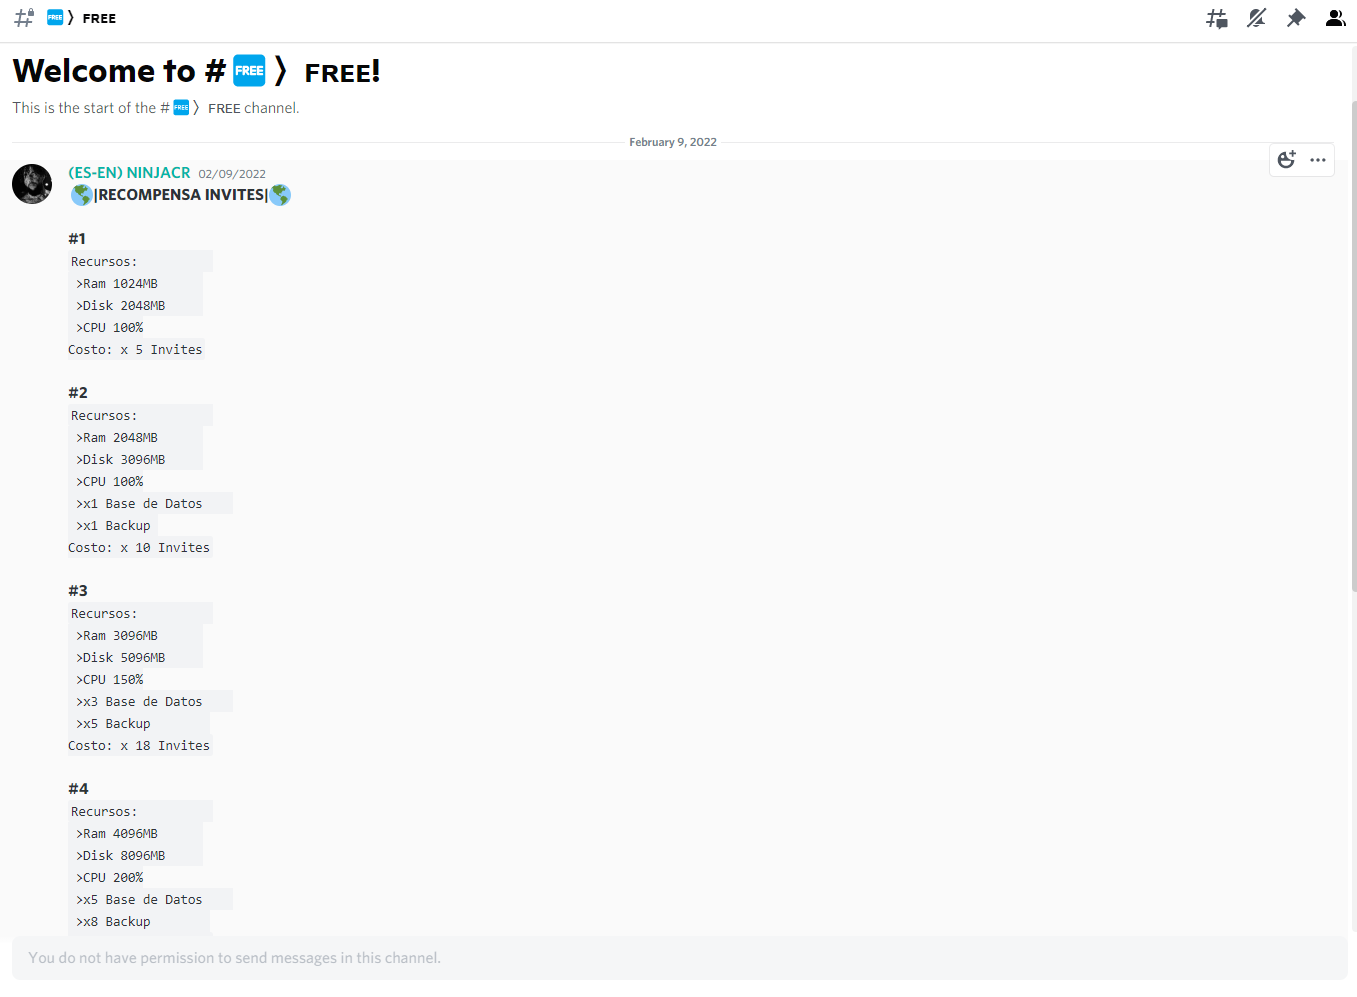 FREE ⟩ FREE
Welcome to # FREE ⟩ FREE!
This is the start of the # FREE ⟩ FREE channel.
February 9, 2022
(ES-EN) NINJACR 02/09/2022
🌎|RECOMPENSA INVITES|🌎
#1
Recursos:
>Ram 1024MB
>Disk 2048MB
>CPU 100%
Costo: x 5 Invites
#2
Recursos:
>Ram 2048MB
>Disk 3096MB
>CPU 100%
>x1 Base de Datos
>x1 Backup
Costo: x 10 Invites
#3
Recursos:
>Ram 3096MB
>Disk 5096MB
>CPU 150%
>x3 Base de Datos
>x5 Backup
Costo: x 18 Invites
#4
Recursos:
>Ram 4096MB
>Disk 8096MB
>CPU 200%
>x5 Base de Datos
>x8 Backup
You do not have permission to send messages in this channel.